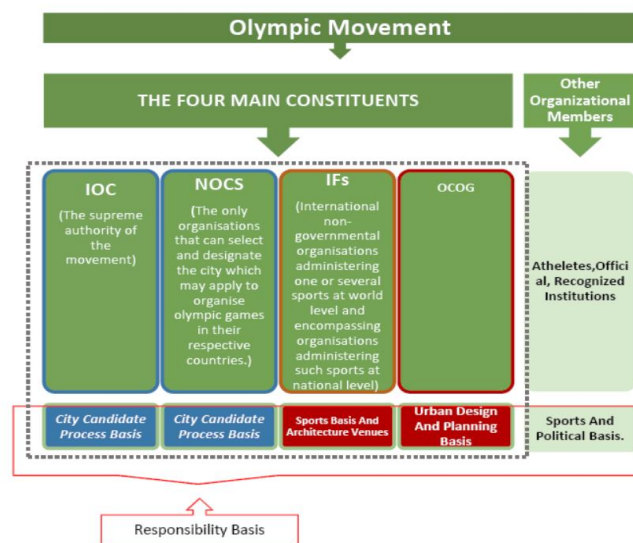 Olympic Movement
THE FOUR MAIN CONSTITUENTS
Other
Organizational
Members
IOC
(The supreme
authority of
the
movement)
NOCS
(The only
organisations
that can select
and designate
the city which
may apply to
organise
olympic games
in their
respective
countries.)
IFs
(International
non-
governmental
organisations
administering
one or several
sports at world
level and
encompassing
organisations
administering
such sports at
national level)
OCOG
Atheletes,Offici
al, Recognized
Institutions
City Candidate
Process Basis
City Candidate
Process Basis
Sports Basis And
Architecture Venues
Urban Design
And Planning
Basis
Sports And
Political Basis.
Responsibility Basis